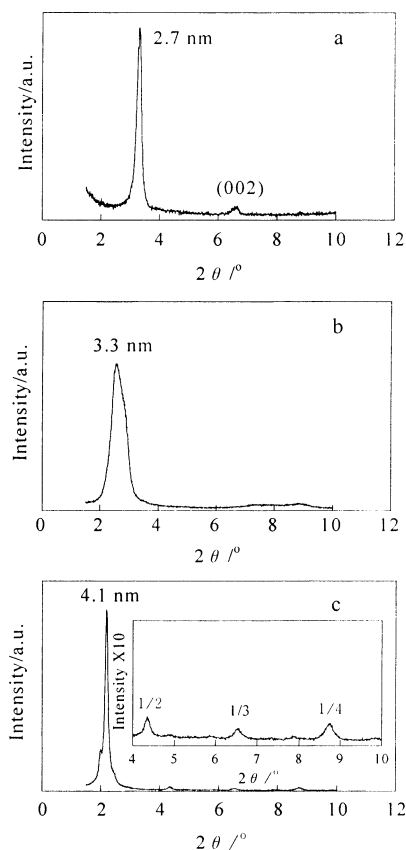 a
2.7 nm
(002)
Intensity/a.u.
0 2 4 6 8 10 12
2 θ /°
b
3.3 nm
Intensity/a.u.
0 2 4 6 8 10 12
2 θ /°
c
4.1 nm
Intensity/a.u.
Intensity X10
1/2
1/3
1/4
4 5 6 7 8 9 10
2 θ /°
0 2 4 6 8 10 12
2 θ /°